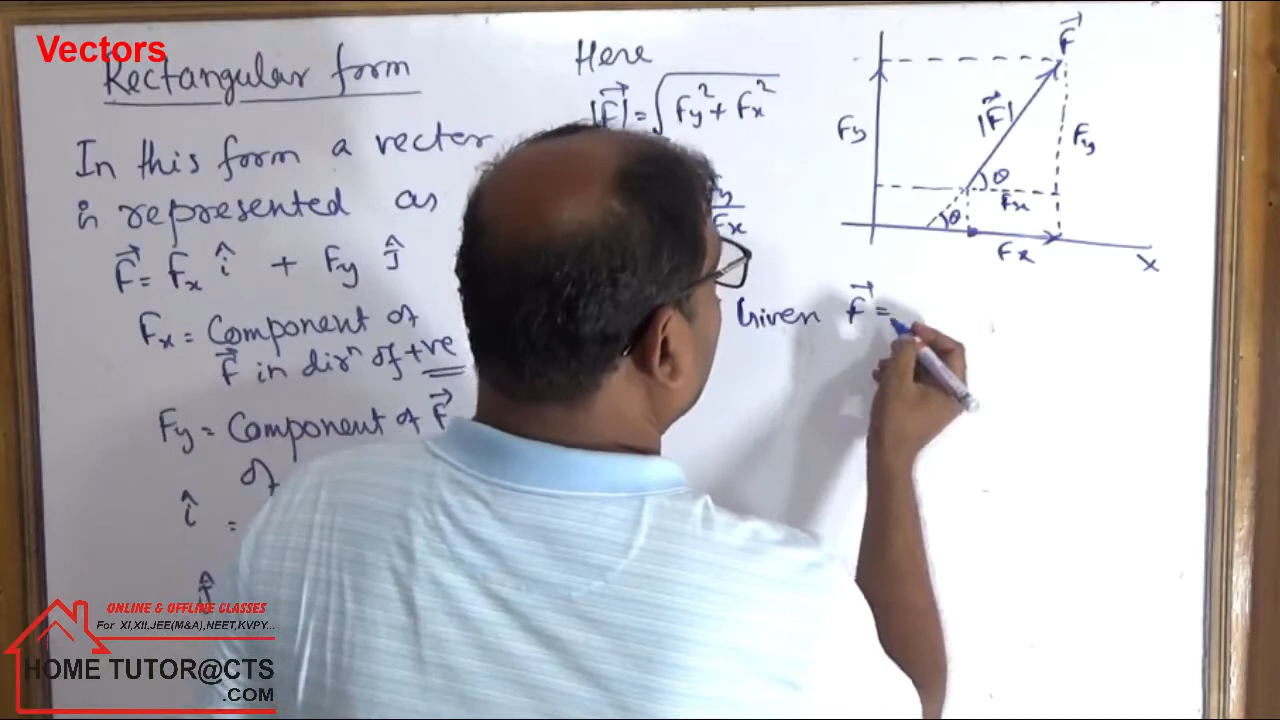 Vectors
Rectangular form
In this form a vector
is represented as
F⃗ = Fx î + Fy ĵ
Fx = Component of
F⃗ in dirⁿ of +ve
Fy = Component of F⃗
of
î =
ĵ
Here
|F⃗| = √(Fy² + Fx²)
Fy
Fx
Given F⃗ =
F⃗
|F⃗|
Fy
Fy
θ
Fx
θ
Fx
x
ONLINE & OFFLINE CLASSES
For XI,XII,JEE(M&A),NEET,KVPY...
HOME TUTOR@CTS
.COM